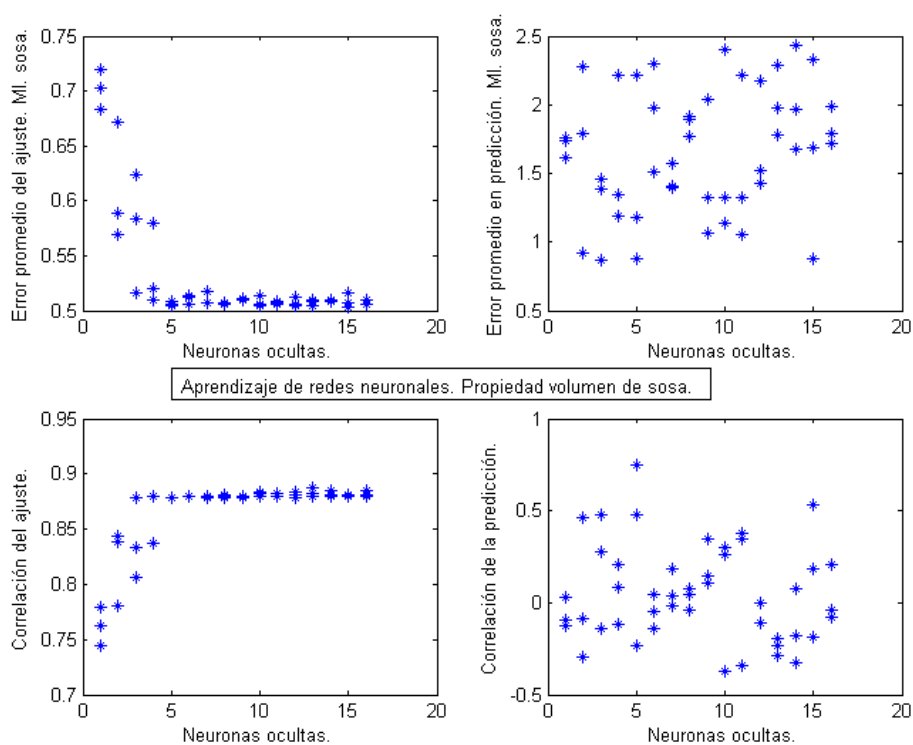 Error promedio del ajuste. Ml. sosa.
0.75
0.7
0.65
0.6
0.55
0.5
0 5 10 15 20
Neuronas ocultas.
Error promedio en predicción. Ml. sosa.
2.5
2
1.5
1
0.5
0 5 10 15 20
Neuronas ocultas.
Aprendizaje de redes neuronales. Propiedad volumen de sosa.
Correlación del ajuste.
0.95
0.9
0.85
0.8
0.75
0.7
0 5 10 15 20
Neuronas ocultas.
Correlación de la predicción.
1
0.5
0
-0.5
0 5 10 15 20
Neuronas ocultas.